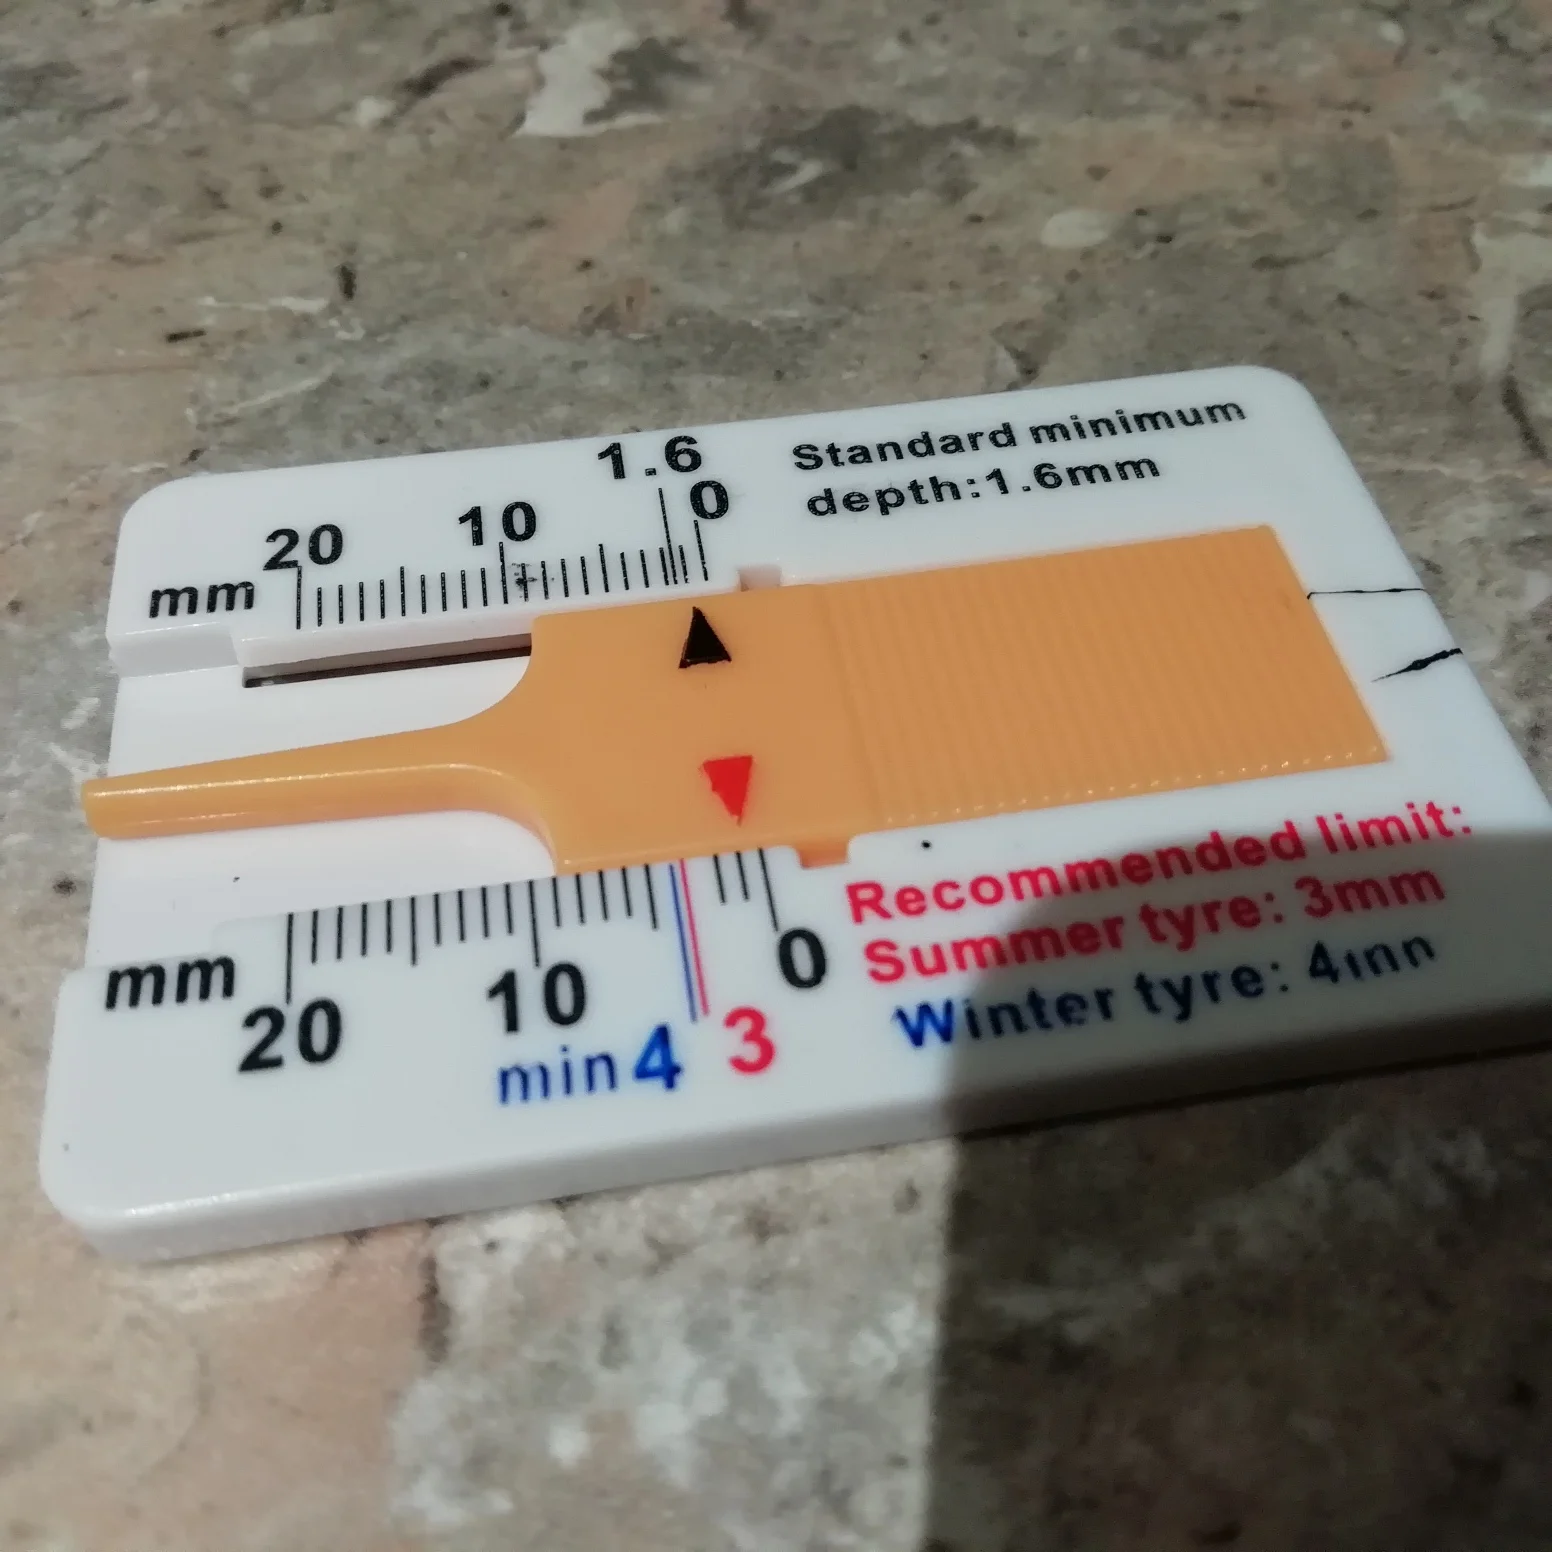 1.6
Standard minimum
20 10 0
depth:1.6mm
mm
Recommended limit:
Summer tyre: 3mm
mm
20 10 0
Winter tyre: 4mm
min 4 3